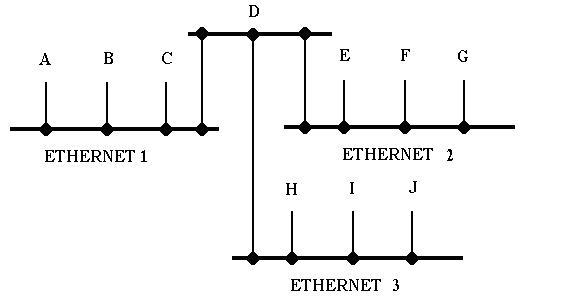 D
A B C
E F G
ETHERNET 1
ETHERNET 2
H I J
ETHERNET 3